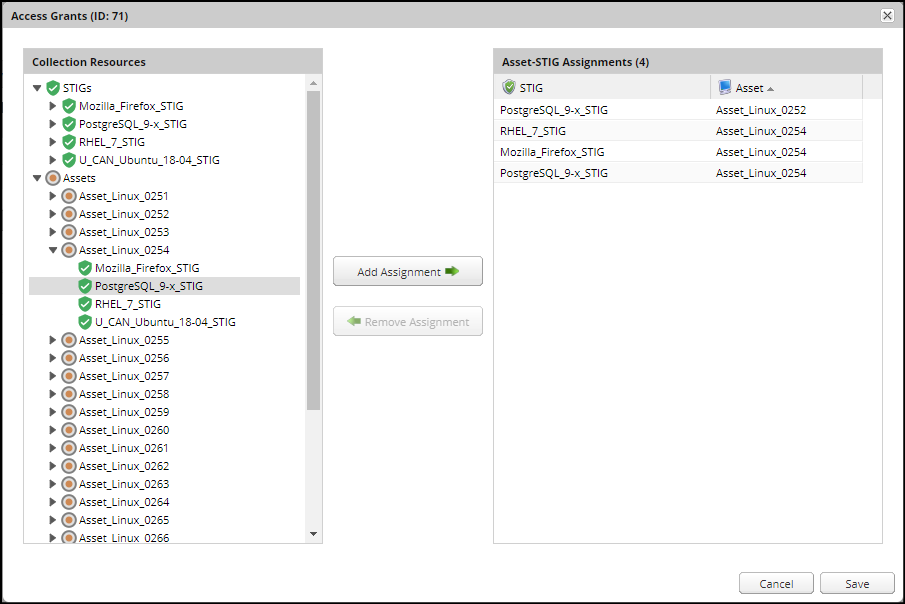 Access Grants (ID: 71)
Collection Resources
STIGs
Mozilla_Firefox_STIG
PostgreSQL_9-x_STIG
RHEL_7_STIG
U_CAN_Ubuntu_18-04_STIG
Assets
Asset_Linux_0251
Asset_Linux_0252
Asset_Linux_0253
Asset_Linux_0254
Mozilla_Firefox_STIG
PostgreSQL_9-x_STIG
RHEL_7_STIG
U_CAN_Ubuntu_18-04_STIG
Asset_Linux_0255
Asset_Linux_0256
Asset_Linux_0257
Asset_Linux_0258
Asset_Linux_0259
Asset_Linux_0260
Asset_Linux_0261
Asset_Linux_0262
Asset_Linux_0263
Asset_Linux_0264
Asset_Linux_0265
Asset_Linux_0266
Add Assignment
Remove Assignment
Asset-STIG Assignments (4)
STIG Asset
PostgreSQL_9-x_STIG Asset_Linux_0252
RHEL_7_STIG Asset_Linux_0254
Mozilla_Firefox_STIG Asset_Linux_0254
PostgreSQL_9-x_STIG Asset_Linux_0254
Cancel Save